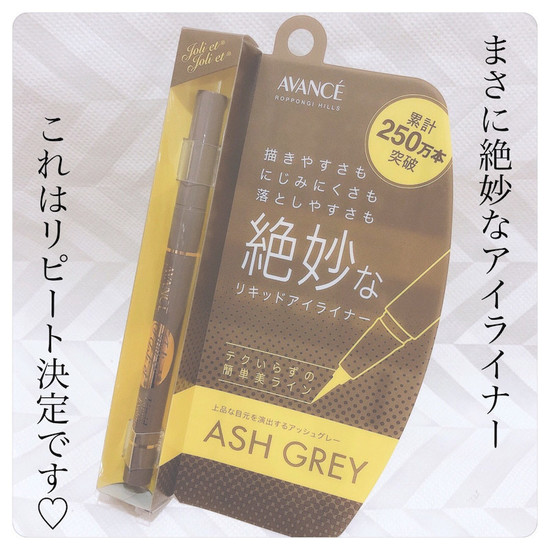 まさに絶妙なアイライナー
これはリピート決定です♡
Joli et®
Joli et®
AVANCÉ
ROPPONGI HILLS
累計
250万本
突破
描きやすさも
にじみにくさも
落としやすさも
絶妙な
リキッドアイライナー
テクいらずの
簡単美ライン
上品な目元を演出するアッシュグレー
ASH GREY
AVANCÉ